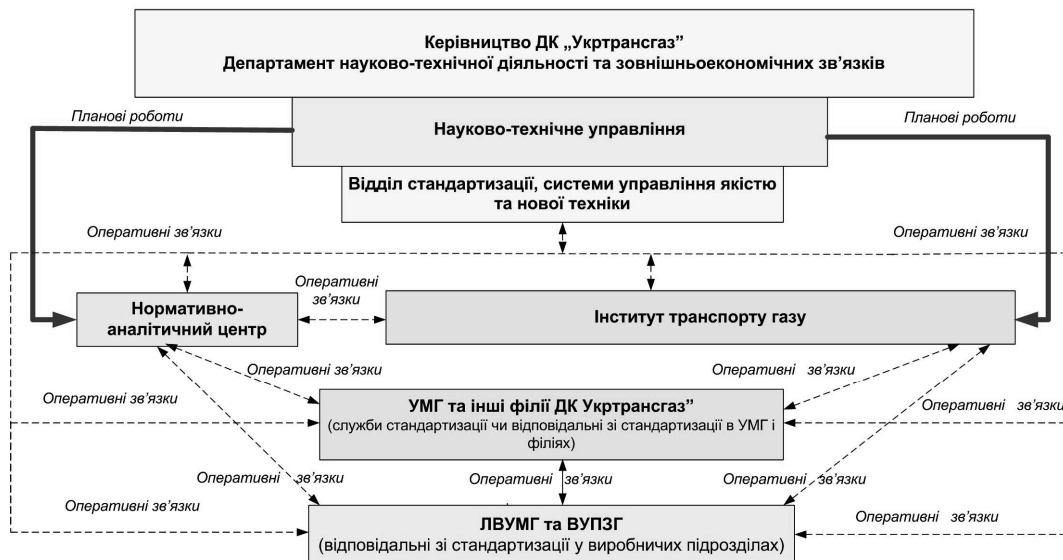 Керівництво ДК „Укртрансгаз”
Департамент науково-технічної діяльності та зовнішньоекономічних зв’язків
Планові роботи
Планові роботи
Науково-технічне управління
Відділ стандартизації, системи управління якістю
та нової техніки
Оперативні зв’язки
Оперативні зв’язки
Оперативні
зв’язки
Нормативно-
аналітичний центр
Інститут транспорту газу
Оперативні зв’язки
Оперативні зв’язки
Оперативні зв’язки
Оперативні зв’язки
УМГ та інші філії ДК Укртрансгаз”
(служби стандартизації чи відповідальні зі стандартизації в УМГ і
філіях)
Оперативні зв’язки
Оперативні зв’язки
Оперативні зв’язки
Оперативні зв’язки
Оперативні зв’язки
ЛВУМГ та ВУПЗГ
(відповідальні зі стандартизації у виробничих підрозділах)